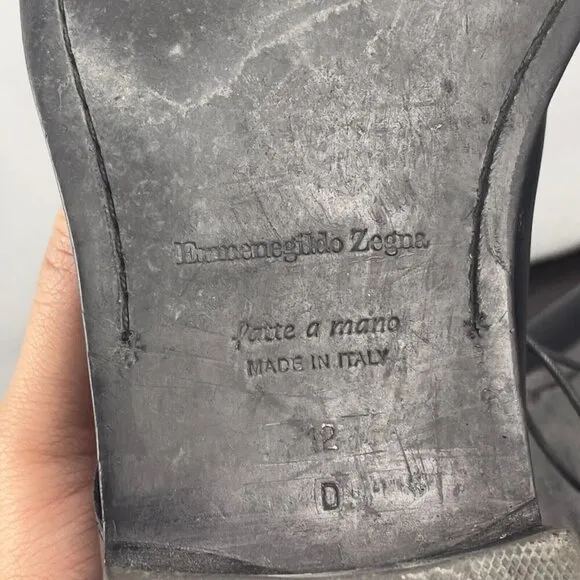 Ermenegildo Zegna
fatte a mano
MADE IN ITALY
12
D